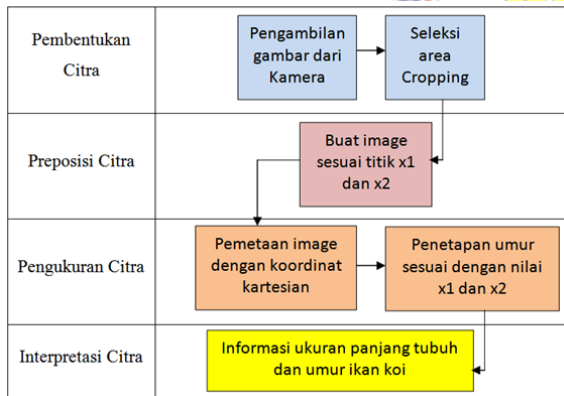 Pembentukan
Citra
Pengambilan
gambar dari
Kamera
Seleksi
area
Cropping
Preposisi Citra
Buat image
sesuai titik x1
dan x2
Pengukuran Citra
Pemetaan image
dengan koordinat
kartesian
Penetapan umur
sesuai dengan nilai
x1 dan x2
Interpretasi Citra
Informasi ukuran panjang tubuh
dan umur ikan koi